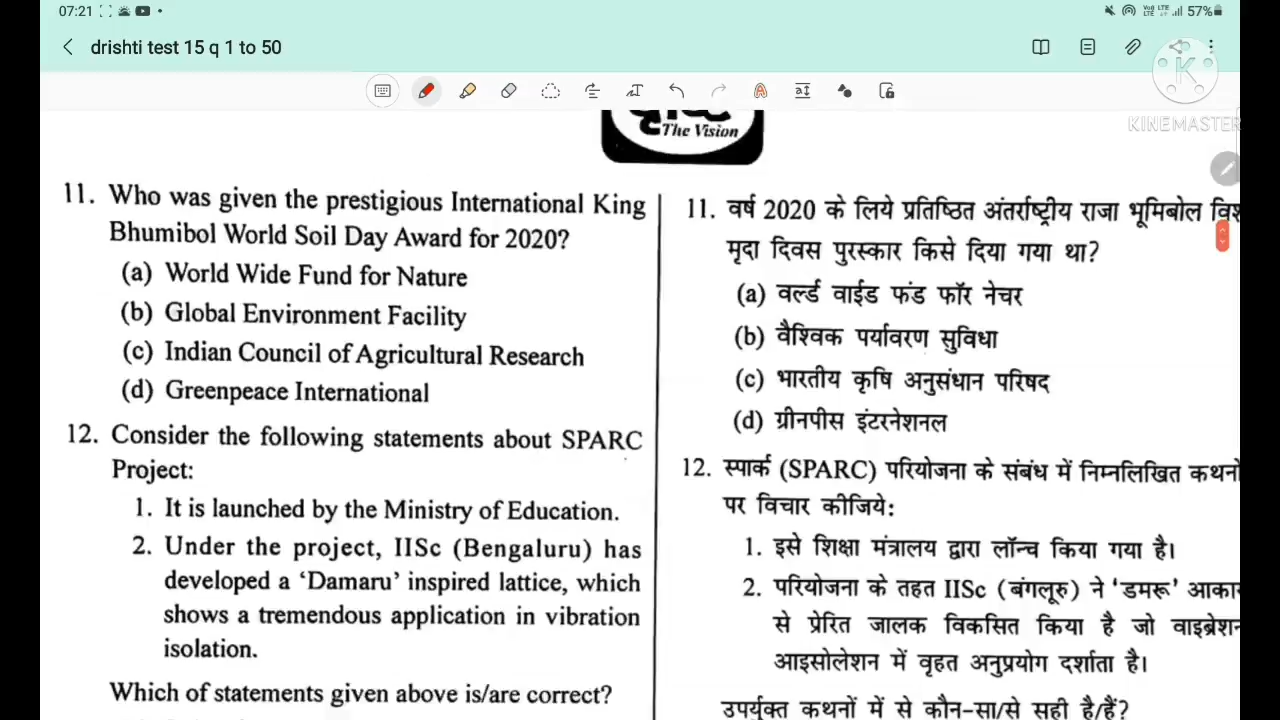 07:21
57%
drishti test 15 q 1 to 50
KINEMASTER
The Vision
11. Who was given the prestigious International King
Bhumibol World Soil Day Award for 2020?
(a) World Wide Fund for Nature
(b) Global Environment Facility
(c) Indian Council of Agricultural Research
(d) Greenpeace International
12. Consider the following statements about SPARC
Project:
1. It is launched by the Ministry of Education.
2. Under the project, IISc (Bengaluru) has
developed a ‘Damaru’ inspired lattice, which
shows a tremendous application in vibration
isolation.
Which of statements given above is/are correct?
11. वर्ष 2020 के लिये प्रतिष्ठित अंतर्राष्ट्रीय राजा भूमिबोल
मृदा दिवस पुरस्कार किसे दिया गया था?
(a) वर्ल्ड वाईड फंड फॉर नेचर
(b) वैश्विक पर्यावरण सुविधा
(c) भारतीय कृषि अनुसंधान परिषद
(d) ग्रीनपीस इंटरनेशनल
12. स्पार्क (SPARC) परियोजना के संबंध में निम्नलिखित कथनों
पर विचार कीजिये:
1. इसे शिक्षा मंत्रालय द्वारा लॉन्च किया गया है।
2. परियोजना के तहत IISc (बंगलूरु) ने ‘डमरू’ आकार
से प्रेरित जालक विकसित किया है जो वाइब्रेशन
आइसोलेशन में वृहत अनुप्रयोग दर्शाता है।
उपर्युक्त कथनों में से कौन-सा/से सही है/हैं?